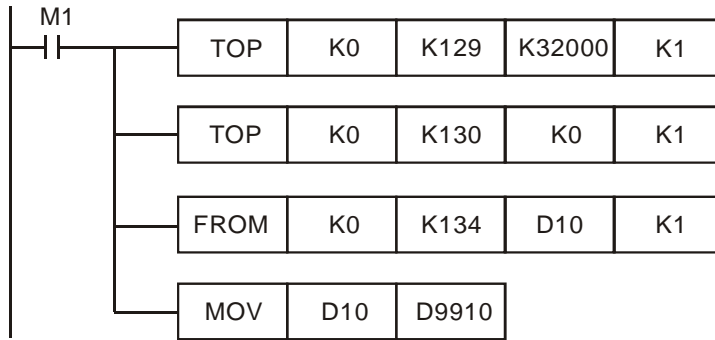 M1
TOP K0 K129 K32000 K1
TOP K0 K130 K0 K1
FROM K0 K134 D10 K1
MOV D10 D9910